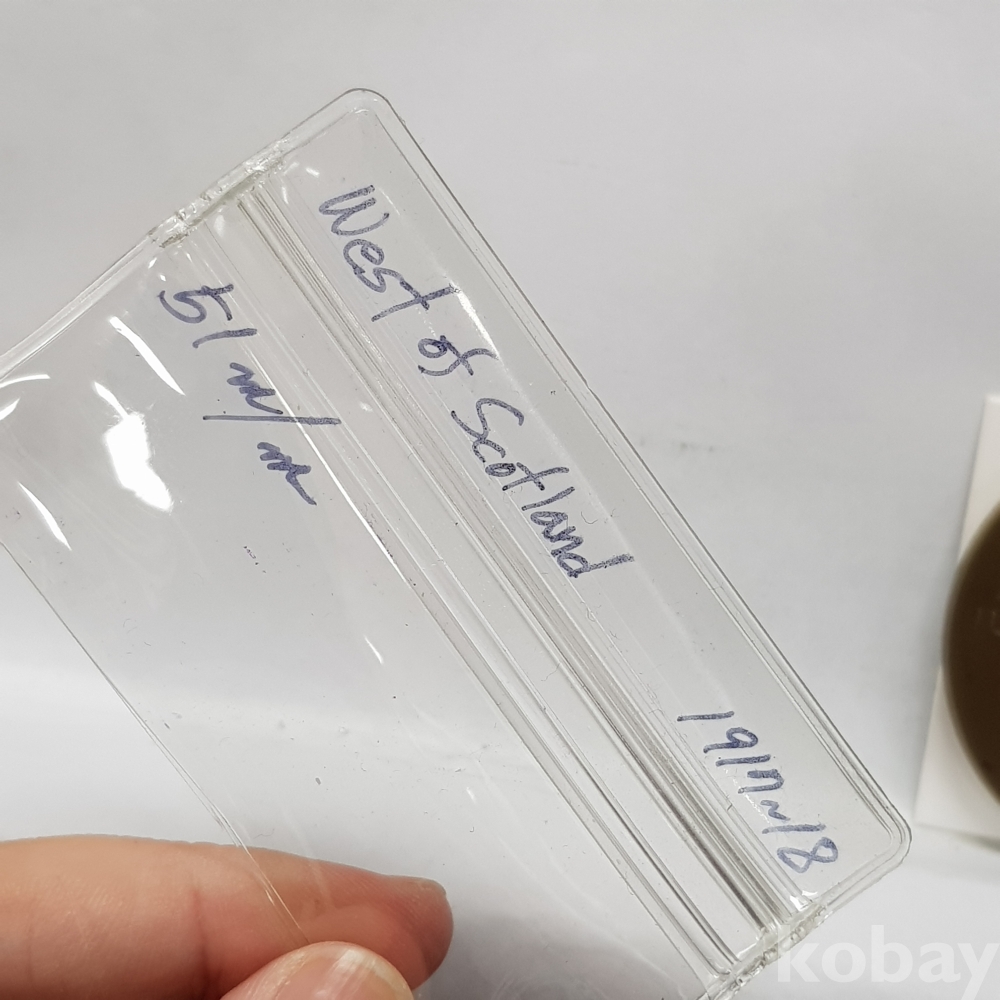 West of Scotland 1917~18
51 m/m
kobay